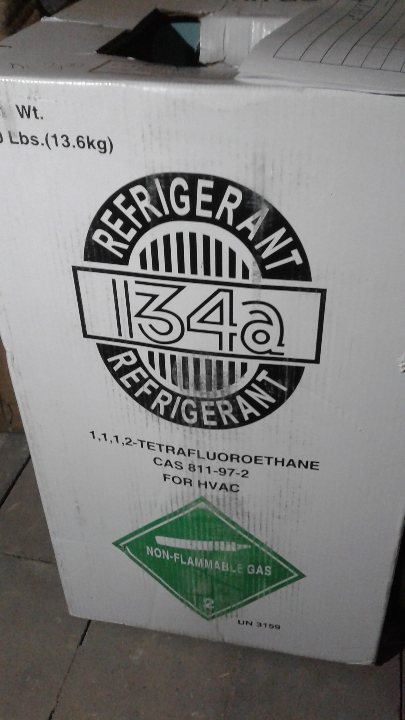 Wt.
Lbs.(13.6kg)
REFRIGERANT
134a
REFRIGERANT
1,1,1,2-TETRAFLUOROETHANE
CAS 811-97-2
FOR HVAC
NON-FLAMMABLE GAS
2
UN 3159